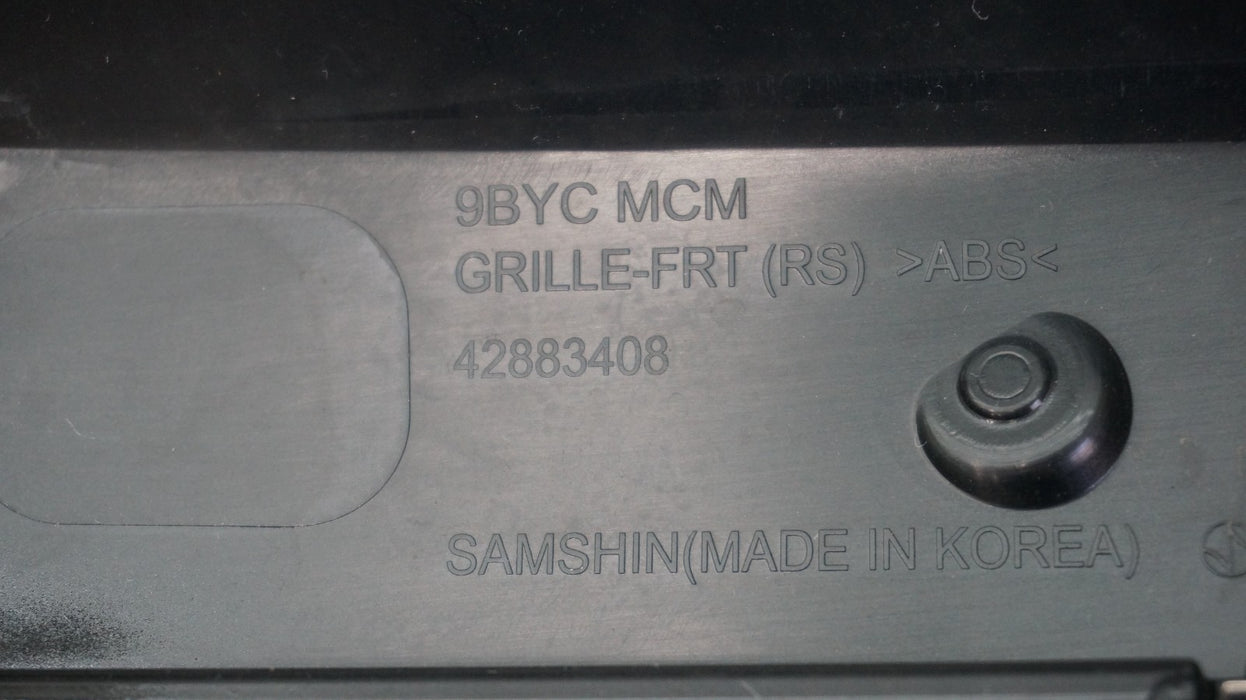 9BYC MCM
GRILLE-FRT (RS) >ABS<
42883408
SAMSHIN(MADE IN KOREA)